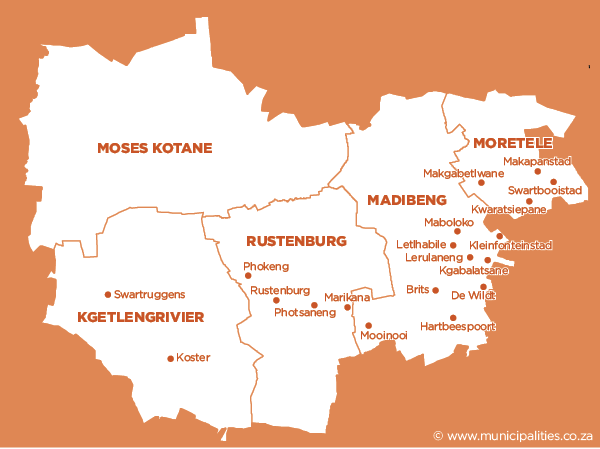 MORETELE
MOSES KOTANE
Makapanstad
Makgabetlwane
Swartbooistad
MADIBENG
Kwaratsiepane
Maboloko
RUSTENBURG
Letlhabile
Kleinfonteinstad
Lerulaneng
Phokeng
Kgabalatsane
Swartruggens
Rustenburg
Marikana
Brits
De Wildt
Photsaneng
KGETLENGRIVIER
Hartbeespoort
Mooinooi
Koster
© www.municipalities.co.za